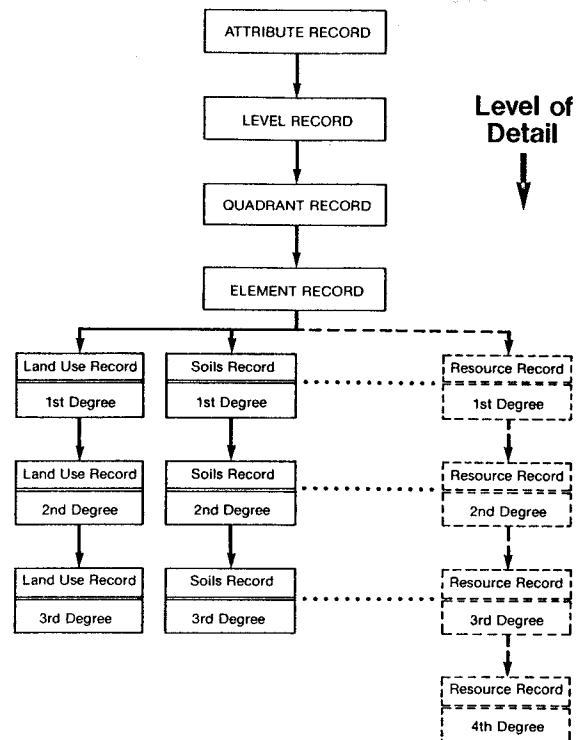 ATTRIBUTE RECORD
LEVEL RECORD
Level of
Detail
QUADRANT RECORD
ELEMENT RECORD
Land Use Record
1st Degree
Soils Record
1st Degree
Resource Record
1st Degree
Land Use Record
2nd Degree
Soils Record
2nd Degree
Resource Record
2nd Degree
Land Use Record
3rd Degree
Soils Record
3rd Degree
Resource Record
3rd Degree
Resource Record
4th Degree